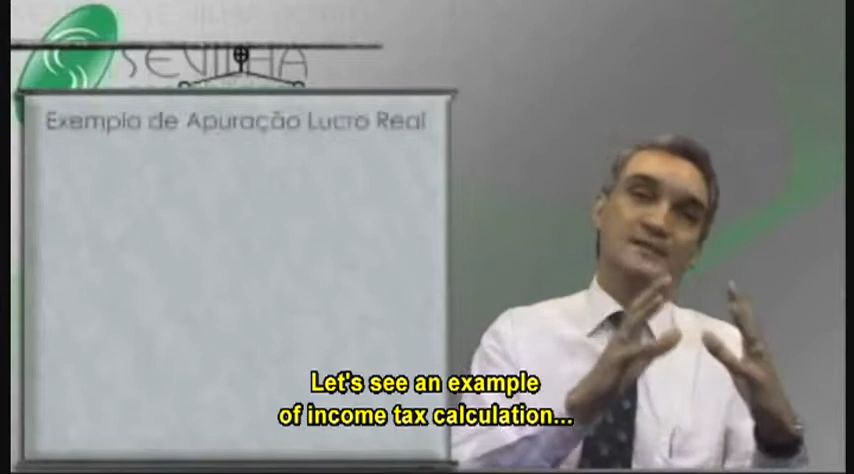 SEVILHA
Exemplo de Apuração Lucro Real
Let's see an example
of income tax calculation...